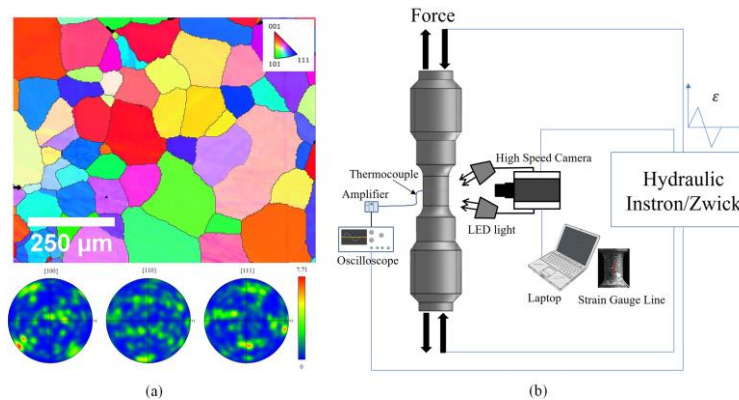 001
101
111
250 μm
[100]
[110]
[111]
7.71
0
(a)
Force
ε
High Speed Camera
Thermocouple
Amplifier
LED light
Hydraulic
Instron/Zwick
Oscilloscope
Laptop
Strain Gauge Line
(b)